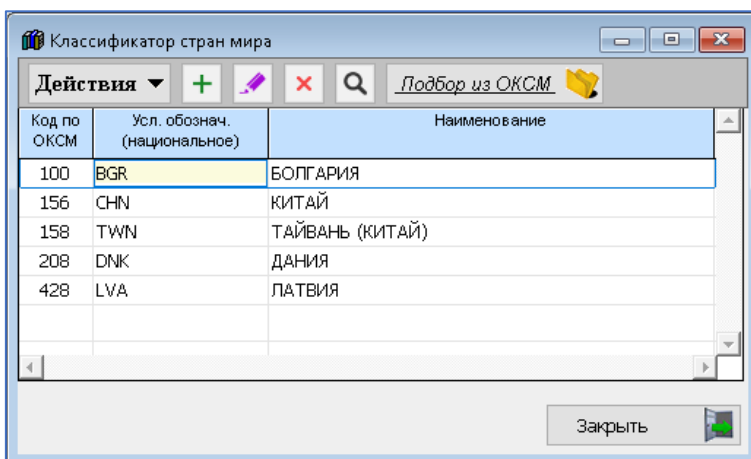 Классификатор стран мира
Действия Подбор из ОКСМ
Код по ОКСМ Усл. обознач. (национальное) Наименование
100 BGR БОЛГАРИЯ
156 CHN КИТАЙ
158 TWN ТАЙВАНЬ (КИТАЙ)
208 DNK ДАНИЯ
428 LVA ЛАТВИЯ
Закрыть